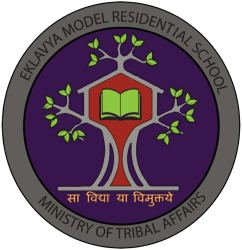 EKLAVYA MODEL RESIDENTIAL SCHOOL
सा विद्या या विमुक्तये
MINISTRY OF TRIBAL AFFAIRS